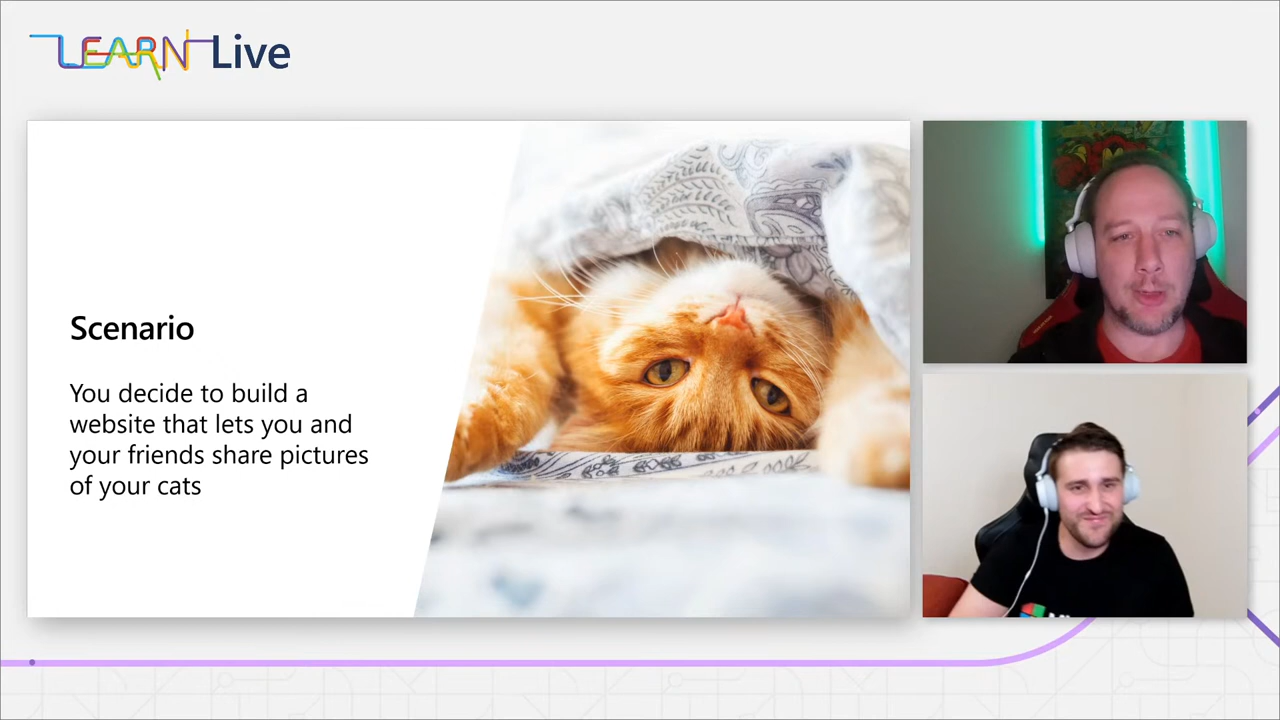 LEARN Live
Scenario
You decide to build a
website that lets you and
your friends share pictures
of your cats